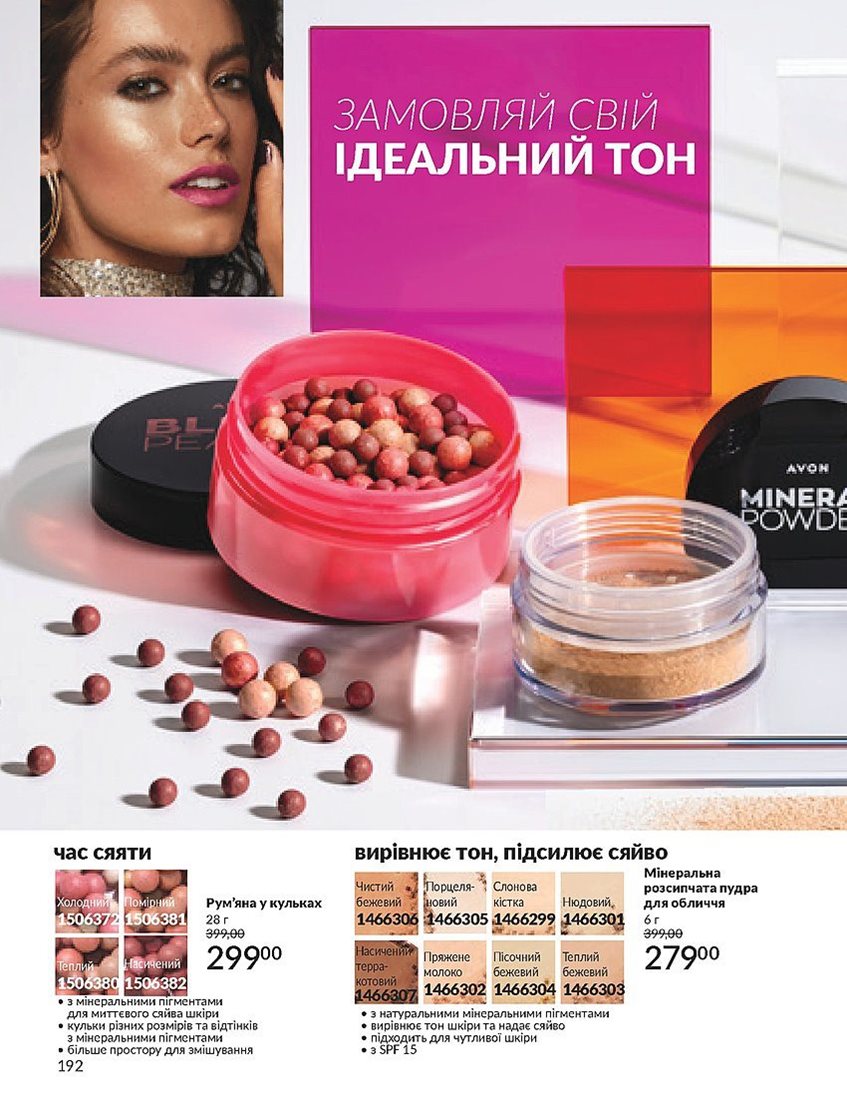 ЗАМОВЛЯЙ СВІЙ
ІДЕАЛЬНИЙ ТОН
AVON
MINERA
POWDE
час сяяти
Холодний
1506372
Помірний
1506381
Теплий
1506380
Насичений
1506382
Рум’яна у кульках
28 г
399,00
299⁰⁰
• з мінеральними пігментами
для миттєвого сяйва шкіри
• кульки різних розмірів та відтінків
з мінеральними пігментами
• більше простору для змішування
вирівнює тон, підсилює сяйво
Чистий
бежевий
1466306
Порцеля-
новий
1466305
Слонова
кістка
1466299
Нюдовий
1466301
Насичений
терра-
котовий
1466307
Пряжене
молоко
1466302
Пісочний
бежевий
1466304
Теплий
бежевий
1466303
Мінеральна
розсипчата пудра
для обличчя
6 г
399,00
279⁰⁰
• з натуральними мінеральними пігментами
• вирівнює тон шкіри та надає сяйво
• підходить для чутливої шкіри
• з SPF 15
192